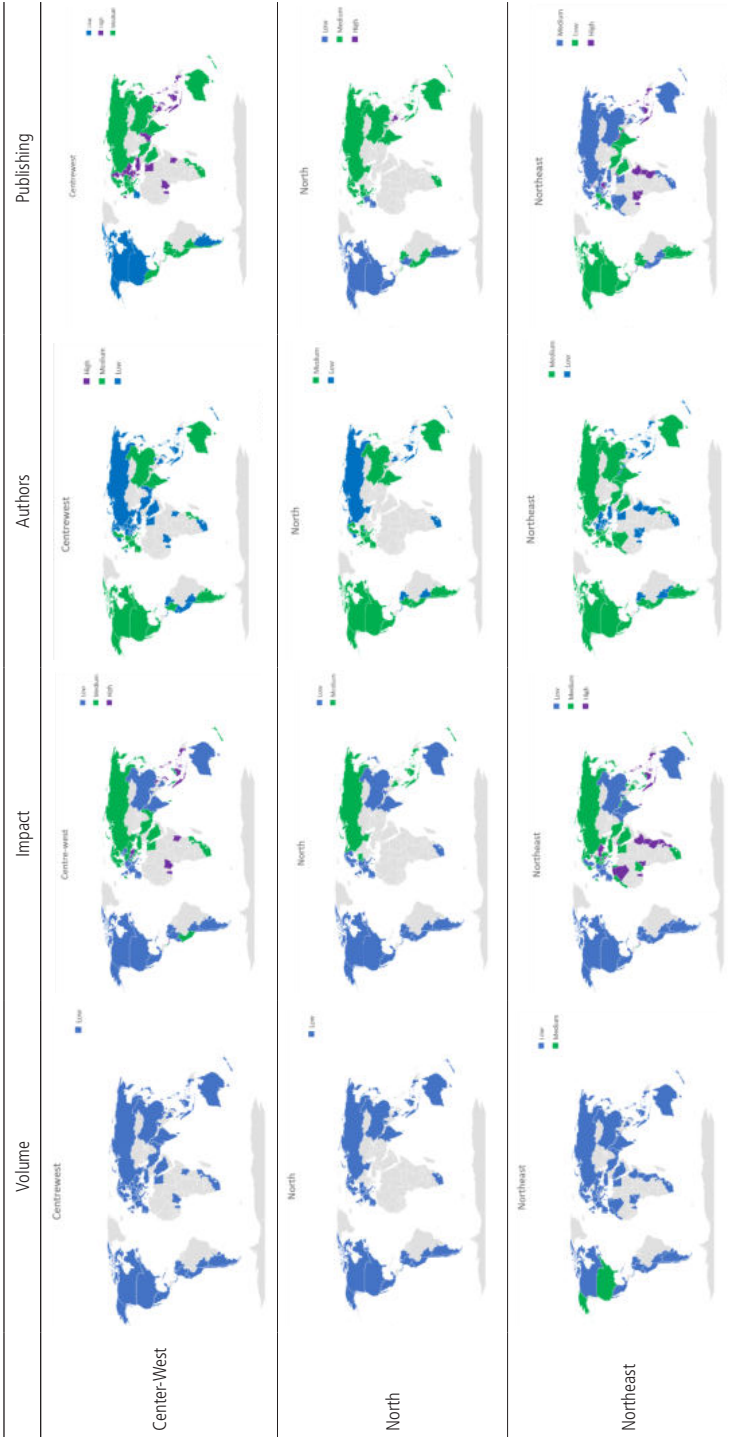 Volume
Impact
Authors
Publishing
Center-West
Centrewest
Low
Centre-west
Low
Medium
High
Centrewest
High
Medium
Low
Centrewest
Low
High
Medium
North
North
Low
North
Low
Medium
North
Medium
Low
North
Low
Medium
High
Northeast
Northeast
Low
Medium
Northeast
Low
Medium
High
Northeast
Medium
Low
Northeast
Medium
Low
High